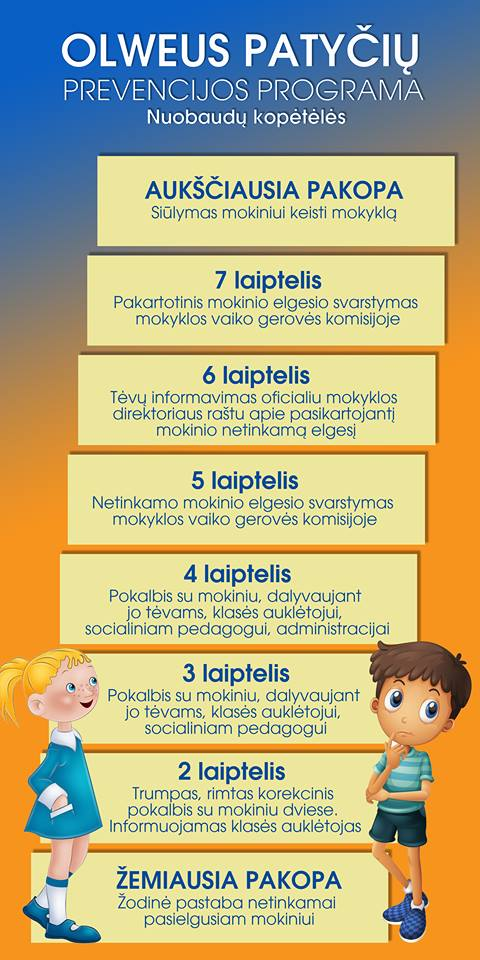 OLWEUS PATYČIŲ
PREVENCIJOS PROGRAMA
Nuobaudų kopėtėlės
AUKŠČIAUSIA PAKOPA
Siūlymas mokiniui keisti mokyklą
7 laiptelis
Pakartotinis mokinio elgesio svarstymas
mokyklos vaiko gerovės komisijoje
6 laiptelis
Tėvų informavimas oficialiu mokyklos
direktoriaus raštu apie pasikartojantį
mokinio netinkamą elgesį
5 laiptelis
Netinkamo mokinio elgesio svarstymas
mokyklos vaiko gerovės komisijoje
4 laiptelis
Pokalbis su mokiniu, dalyvaujant
jo tėvams, klasės auklėtojui,
socialiniam pedagogui, administracijai
3 laiptelis
Pokalbis su mokiniu, dalyvaujant
jo tėvams, klasės auklėtojui,
socialiniam pedagogui
2 laiptelis
Trumpas, rimtas korekcinis
pokalbis su mokiniu dviese.
Informuojamas klasės auklėtojas
ŽEMIAUSIA PAKOPA
Žodinė pastaba netinkamai
pasielgusiam mokiniui